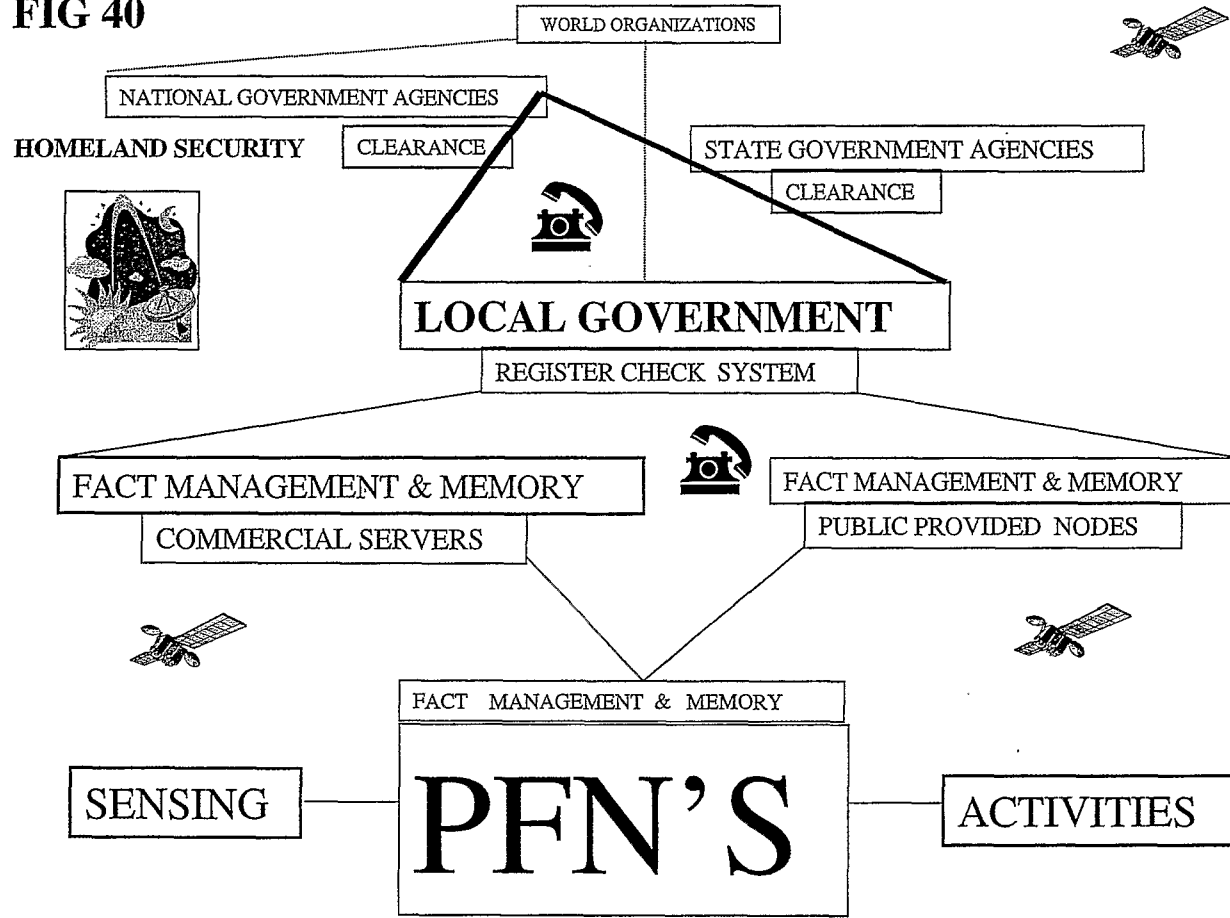 FIG 40
WORLD ORGANIZATIONS
NATIONAL GOVERNMENT AGENCIES
HOMELAND SECURITY
CLEARANCE
STATE GOVERNMENT AGENCIES
CLEARANCE
LOCAL GOVERNMENT
REGISTER CHECK SYSTEM
FACT MANAGEMENT & MEMORY
COMMERCIAL SERVERS
FACT MANAGEMENT & MEMORY
PUBLIC PROVIDED NODES
FACT MANAGEMENT & MEMORY
PFN’S
SENSING
ACTIVITIES